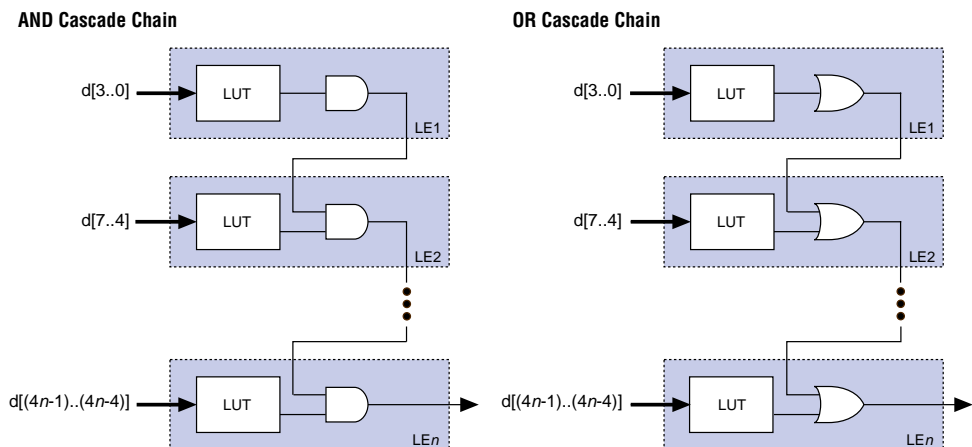 AND Cascade Chain
d[3..0]
LUT
LE1
d[7..4]
LUT
LE2
d[(4n-1)..(4n-4)]
LUT
LEn
OR Cascade Chain
d[3..0]
LUT
LE1
d[7..4]
LUT
LE2
d[(4n-1)..(4n-4)]
LUT
LEn